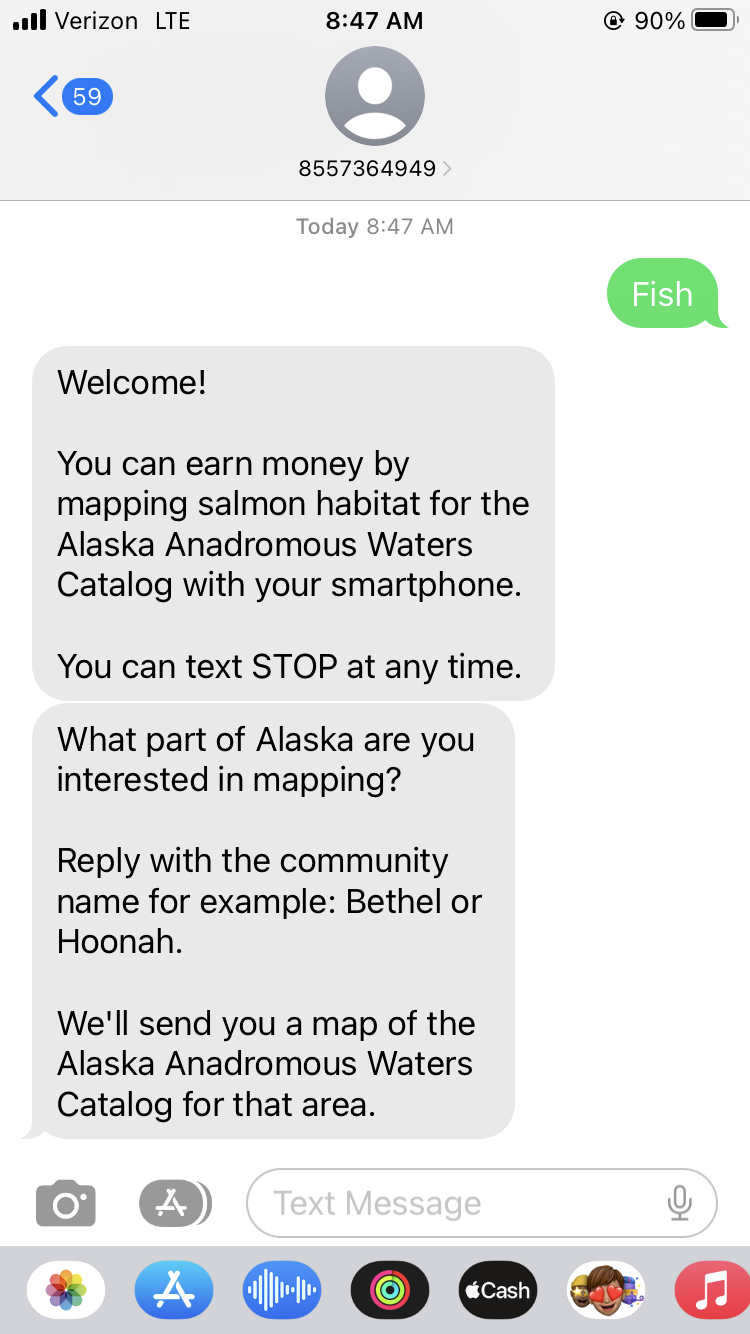 Verizon LTE 8:47 AM 90%
59
8557364949
Today 8:47 AM
Fish
Welcome!
You can earn money by
mapping salmon habitat for the
Alaska Anadromous Waters
Catalog with your smartphone.
You can text STOP at any time.
What part of Alaska are you
interested in mapping?
Reply with the community
name for example: Bethel or
Hoonah.
We'll send you a map of the
Alaska Anadromous Waters
Catalog for that area.
Text Message
Cash